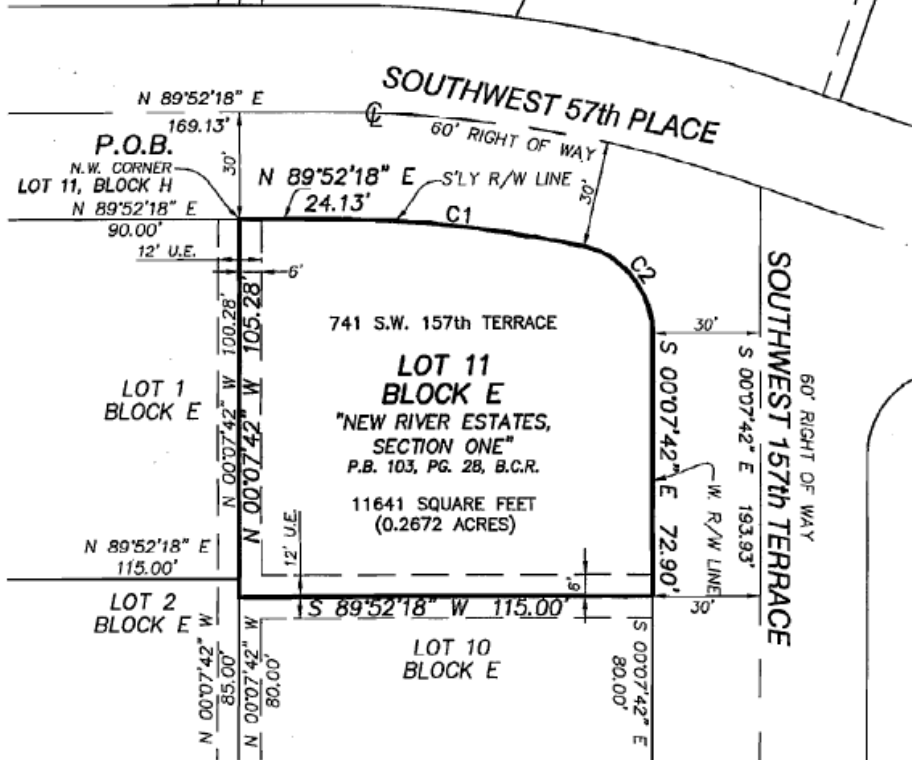 SOUTHWEST 57th PLACE
60' RIGHT OF WAY
N 89°52'18" E
169.13'
30'
P.O.B.
N.W. CORNER
LOT 11, BLOCK H
N 89°52'18" E
24.13'
S'LY R/W LINE
C1
30'
C2
N 89°52'18" E
90.00'
12' U.E.
6'
N 00°07'42" W 100.28'
N 00°07'42" W 105.28'
741 S.W. 157th TERRACE
LOT 11
BLOCK E
"NEW RIVER ESTATES,
SECTION ONE"
P.B. 103, PG. 28, B.C.R.
11641 SQUARE FEET
(0.2672 ACRES)
LOT 1
BLOCK E
30'
S 00°07'42" E 72.90'
W. R/W LINE
S 00°07'42" E 193.93'
SOUTHWEST 157th TERRACE
60' RIGHT OF WAY
N 89°52'18" E
115.00'
12' U.E.
6'
LOT 2
BLOCK E
S 89°52'18" W 115.00'
30'
LOT 10
BLOCK E
N 00°07'42" W
85.00'
N 00°07'42" W
80.00'
S 00°07'42" E
80.00'